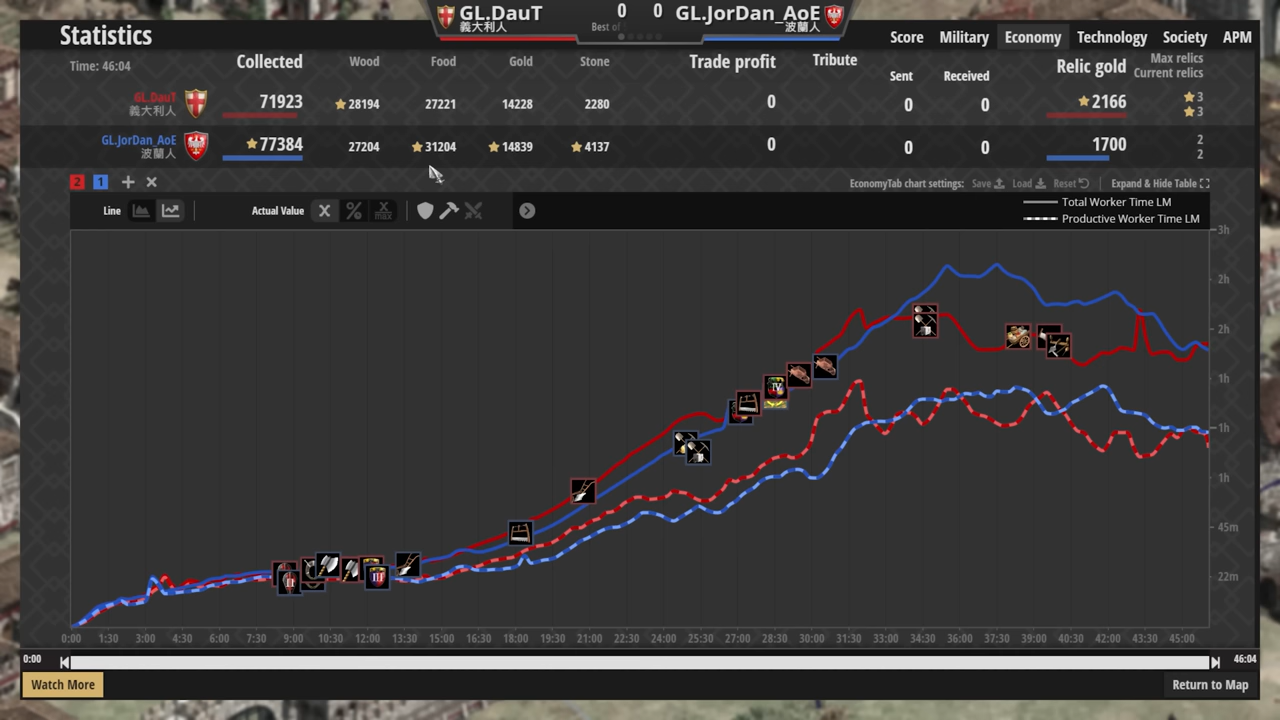 GL.DauT
義大利人
0 0
Best of
GL.JorDan_AoE
波蘭人
Statistics
Score Military Economy Technology Society APM
Time: 46:04
Collected Wood Food Gold Stone Trade profit Tribute Sent Received Relic gold Max relics Current relics
GL.DauT
義大利人
71923 28194 27221 14228 2280 0 0 0 2166 3 3
GL.JorDan_AoE
波蘭人
77384 27204 31204 14839 4137 0 0 0 1700 2 2
2 1 + ×
EconomyTab chart settings: Save Load Reset Expand & Hide Table
Line Actual Value X % X max
Total Worker Time LM
Productive Worker Time LM
3h
2h
2h
1h
1h
1h
45m
22m
0:00 1:30 3:00 4:30 6:00 7:30 9:00 10:30 12:00 13:30 15:00 16:30 18:00 19:30 21:00 22:30 24:00 25:30 27:00 28:30 30:00 31:30 33:00 34:30 36:00 37:30 39:00 40:30 42:00 43:30 45:00
0:00 46:04
Watch More Return to Map